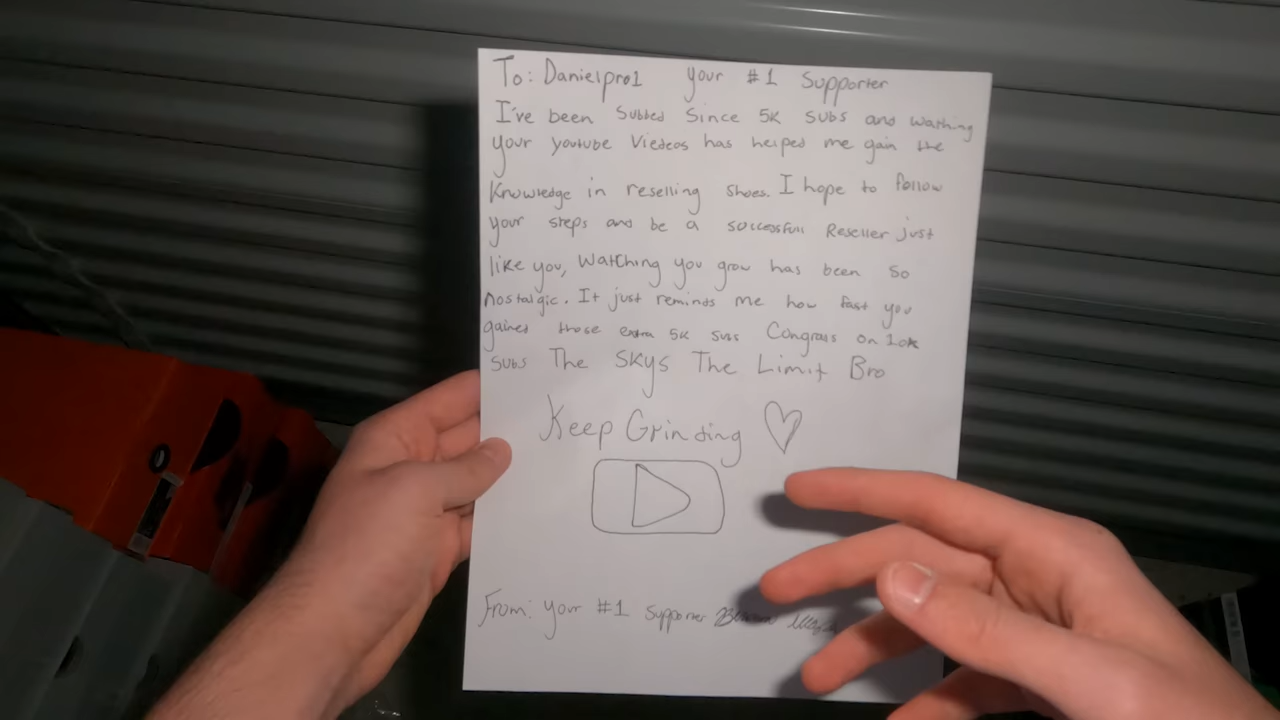 To: Danielpro1 your #1 Supporter
I've been Subbed Since 5K subs and wathing
your youtube Viedeos has helped me gain the
Knowledge in reselling shoes. I hope to follow
your steps and be a soccessfull Reseller just
like you, Watching you grow has been so
nostalgic. It just reminds me how fast you
gained those extra 5K subs Congrats on 10K
subs The Skys The Limit Bro
Keep Grinding
From: your #1 Supporter